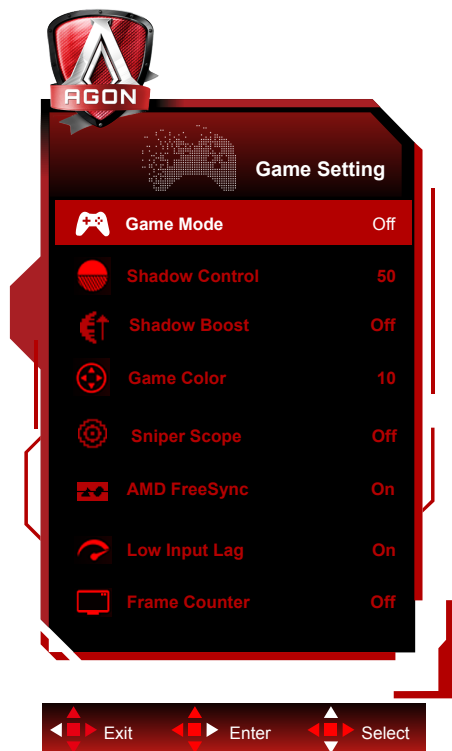 AGON
Game Setting
Game Mode Off
Shadow Control 50
Shadow Boost Off
Game Color 10
Sniper Scope Off
AMD FreeSync On
Low Input Lag On
Frame Counter Off
Exit Enter Select